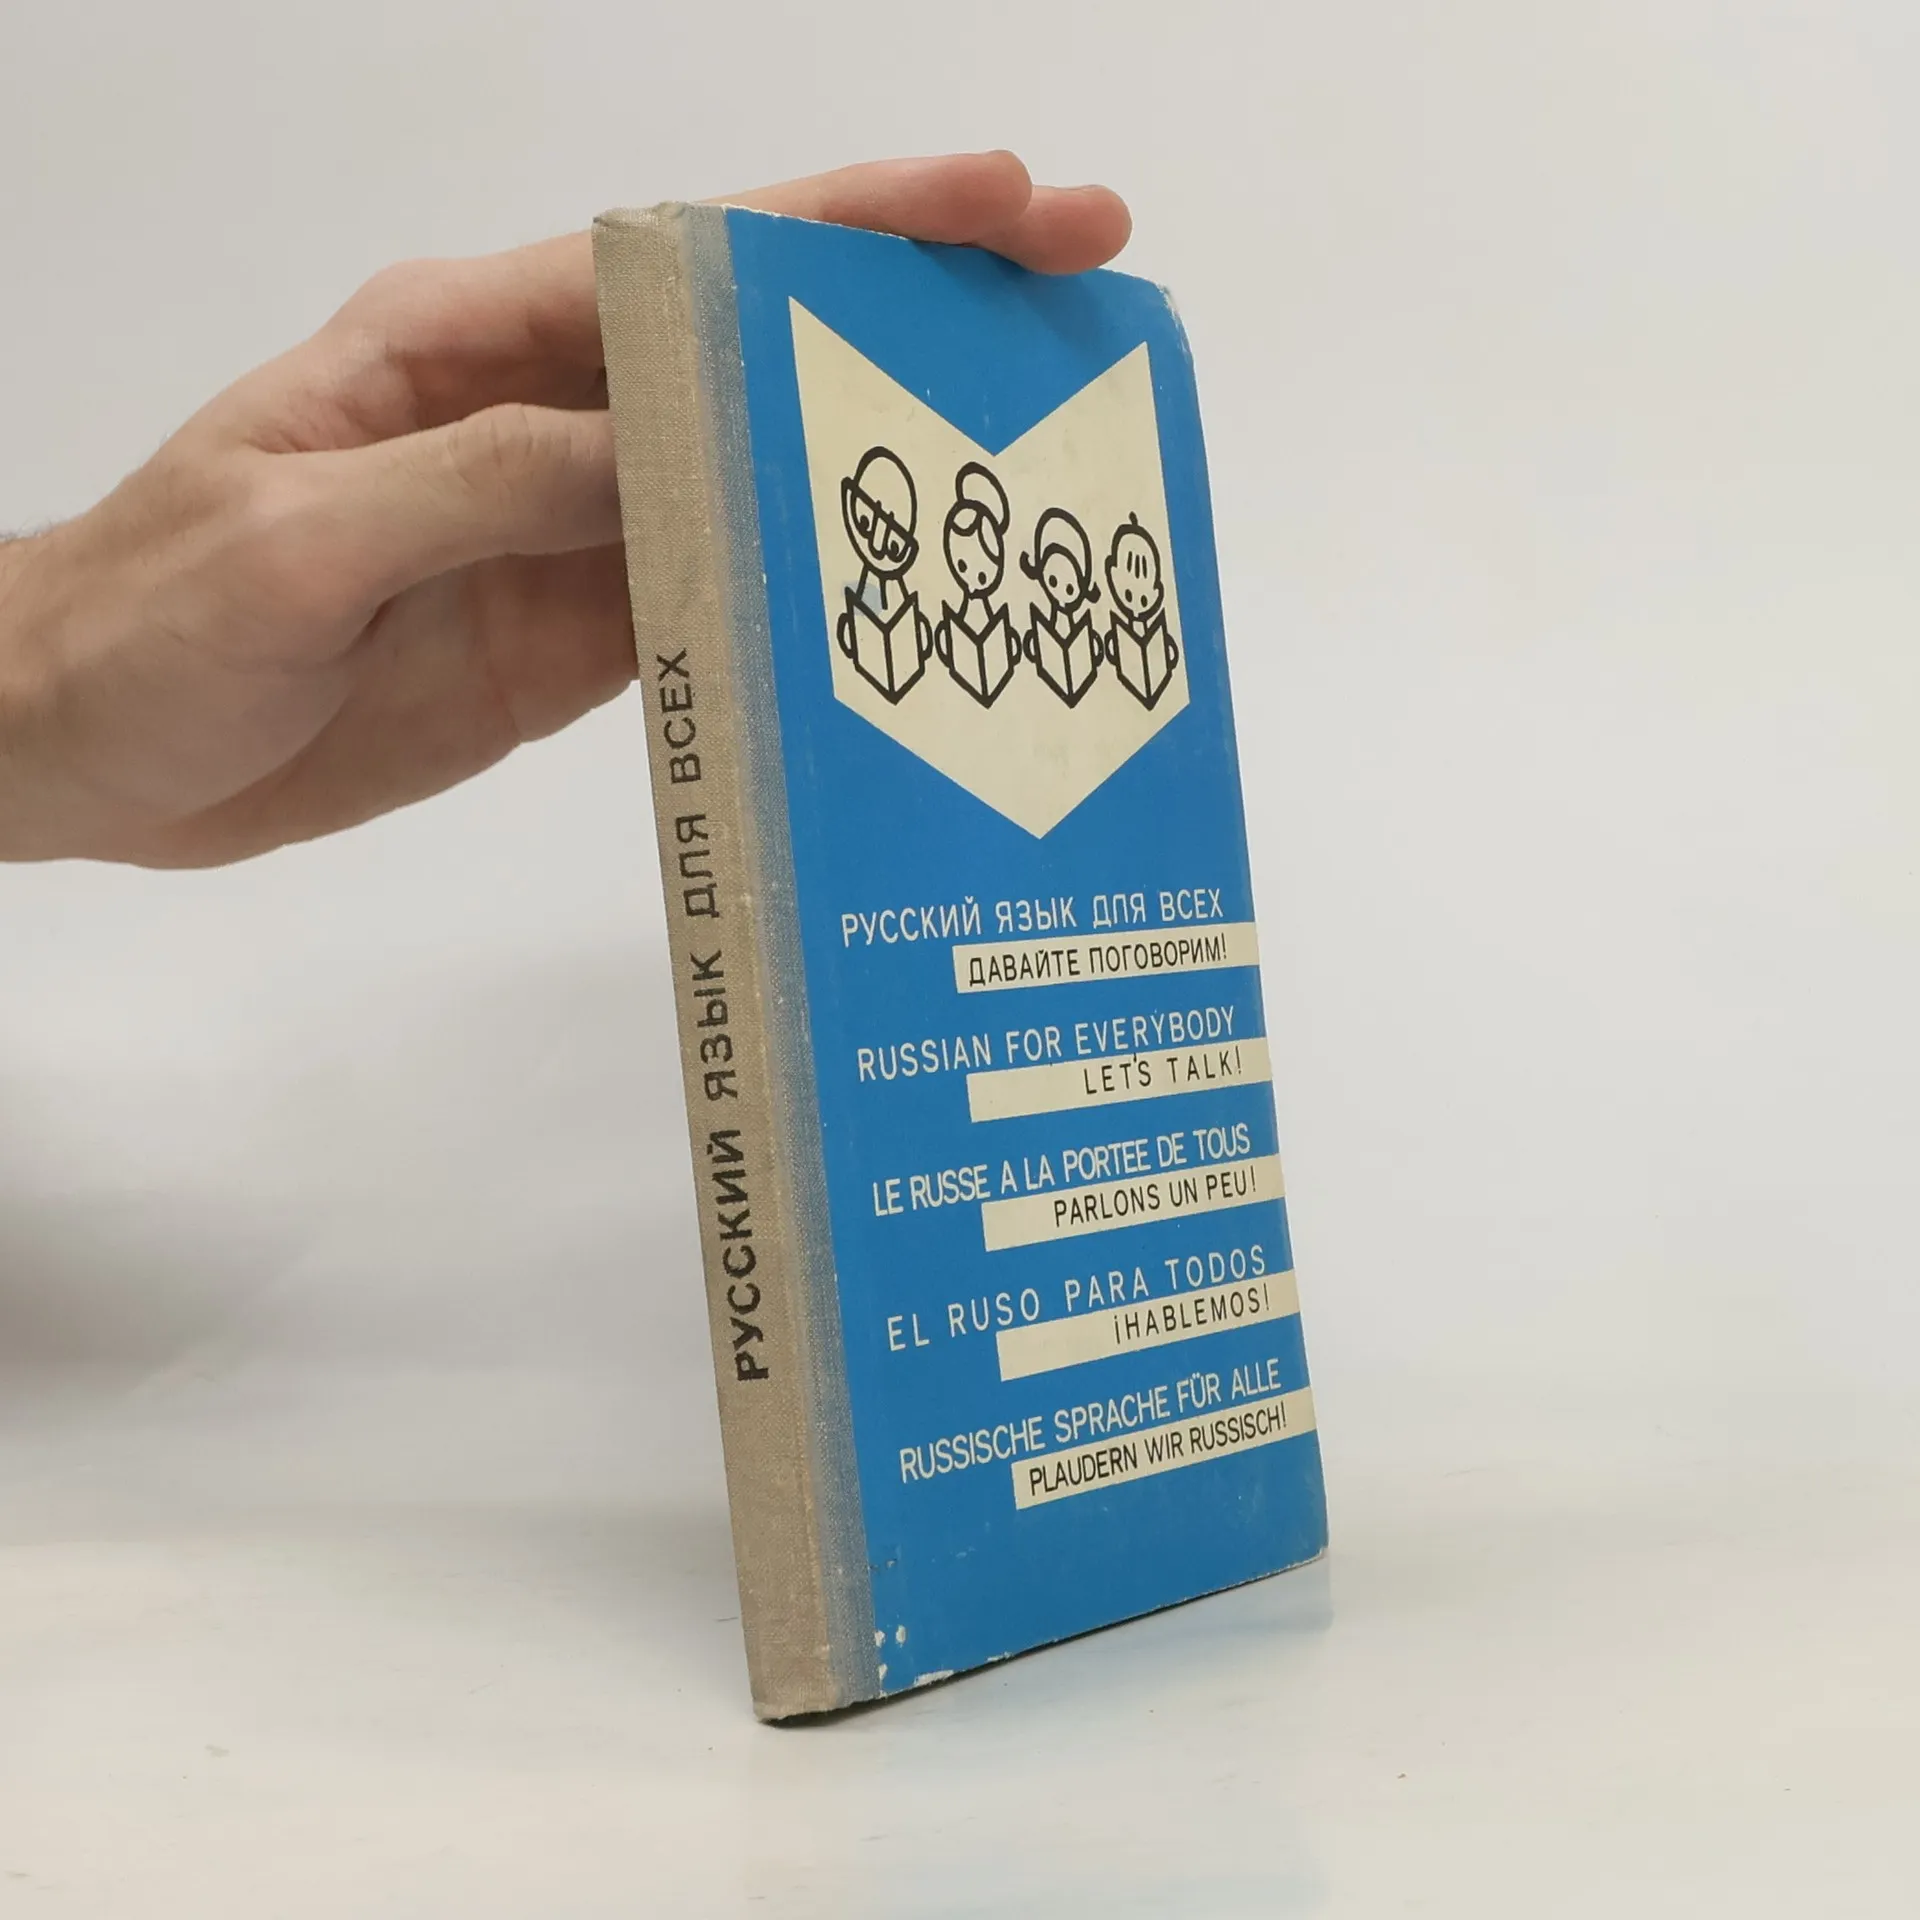 РУССКИЙ ЯЗЫК ДЛЯ ВСЕХ
РУССКИЙ ЯЗЫК ДЛЯ ВСЕХ
ДАВАЙТЕ ПОГОВОРИМ!
RUSSIAN FOR EVERYBODY
LET'S TALK!
LE RUSSE A LA PORTEE DE TOUS
PARLONS UN PEU!
EL RUSO PARA TODOS
¡HABLEMOS!
RUSSISCHE SPRACHE FÜR ALLE
PLAUDERN WIR RUSSISCH!